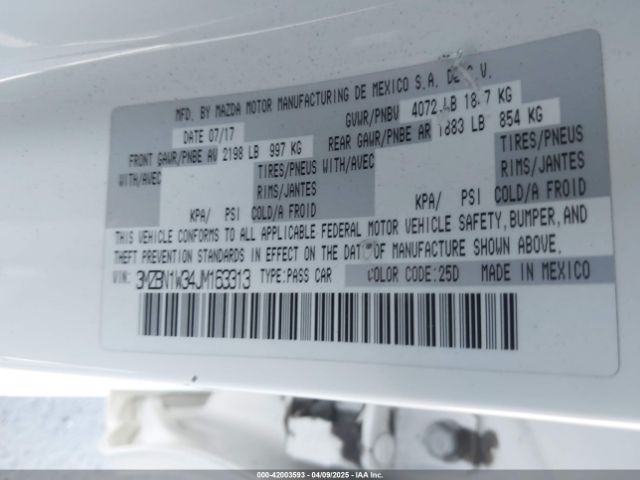 MFD. BY MAZDA MOTOR MANUFACTURING DE MEXICO S.A. DE C.V.
DATE 07/17 GVWR/PNBV 4072 LB 1847 KG
FRONT GAWR/PNBE AV 2198 LB 997 KG REAR GAWR/PNBE AR 1883 LB 854 KG
WITH/AVEC TIRES/PNEUS WITH/AVEC TIRES/PNEUS
RIMS/JANTES RIMS/JANTES
KPA/ PSI COLD/A FROID KPA/ PSI COLD/A FROID
THIS VEHICLE CONFORMS TO ALL APPLICABLE FEDERAL MOTOR VEHICLE SAFETY, BUMPER, AND
THEFT PREVENTION STANDARDS IN EFFECT ON THE DATE OF MANUFACTURE SHOWN ABOVE.
VIN: 3MZBN1W34JM163313 TYPE:PASS CAR COLOR CODE:25D MADE IN MEXICO
000-42003593 04/09/2025 IAA Inc.